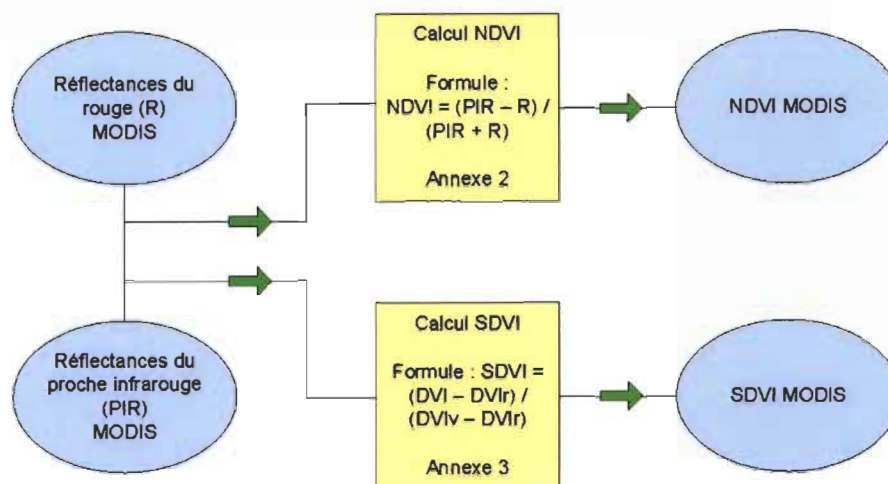 Réflectances du
rouge (R)
MODIS
Calcul NDVI
Formule :
NDVI = (PIR – R) /
(PIR + R)
Annexe 2
NDVI MODIS
Réflectances du
proche infrarouge
(PIR)
MODIS
Calcul SDVI
Formule : SDVI =
(DVI – DVIr) /
(DVIv – DVIr)
Annexe 3
SDVI MODIS